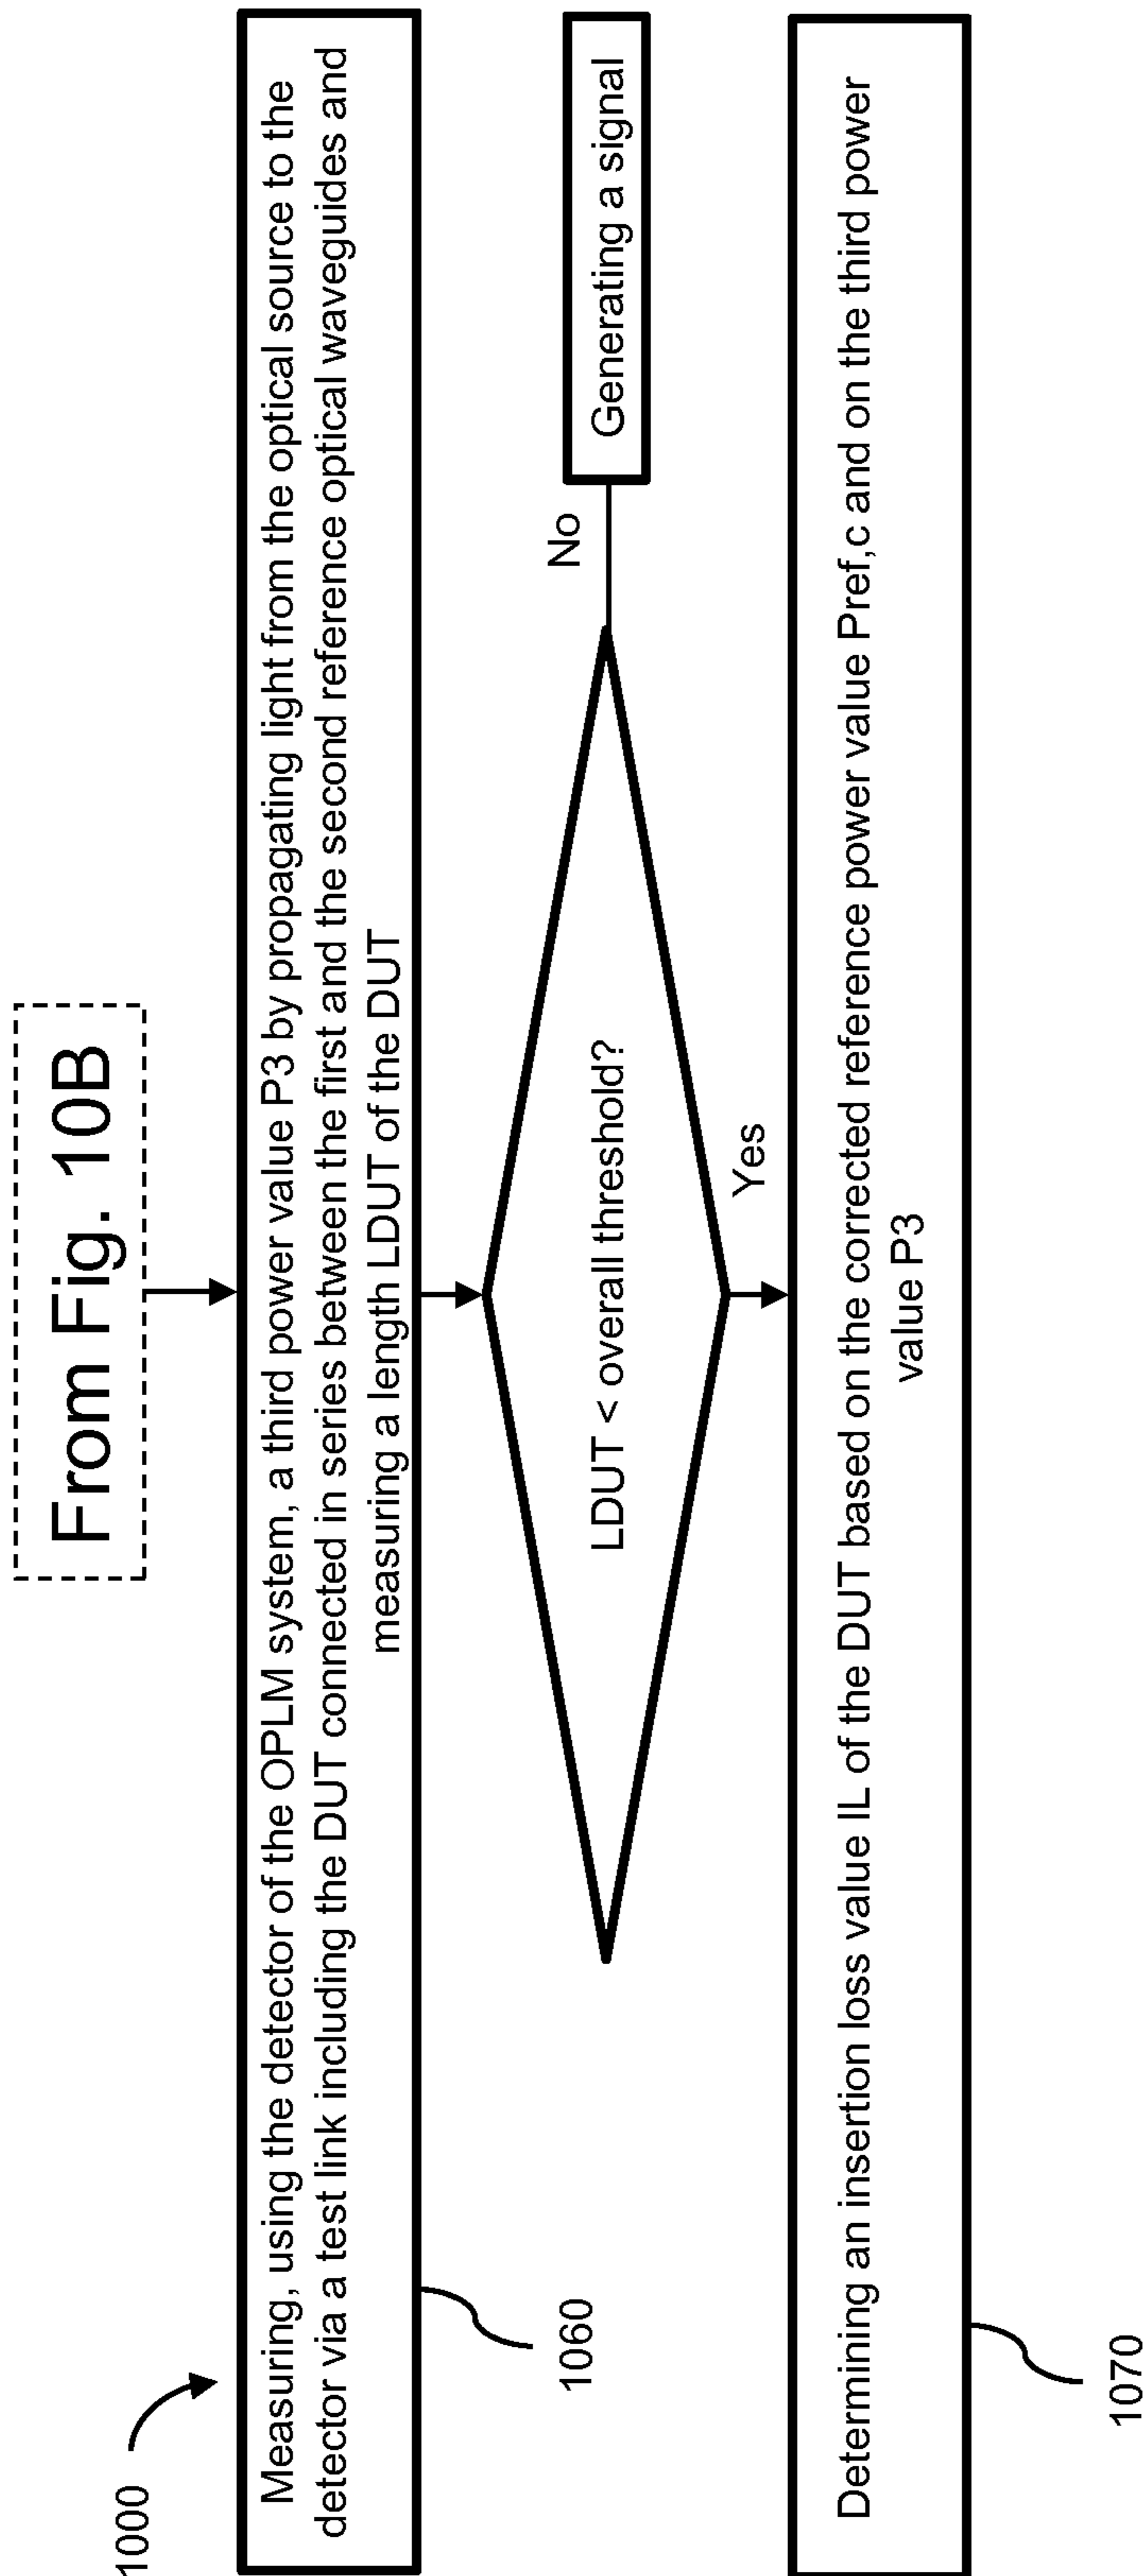 From Fig. 10B
1000
Measuring, using the detector of the OPLM system, a third power value P3 by propagating light from the optical source to the
detector via a test link including the DUT connected in series between the first and the second reference optical waveguides and
measuring a length LDUT of the DUT
1060
LDUT < overall threshold?
No
Generating a signal
Yes
Determining an insertion loss value IL of the DUT based on the corrected reference power value Pref,c and on the third power
value P3
1070